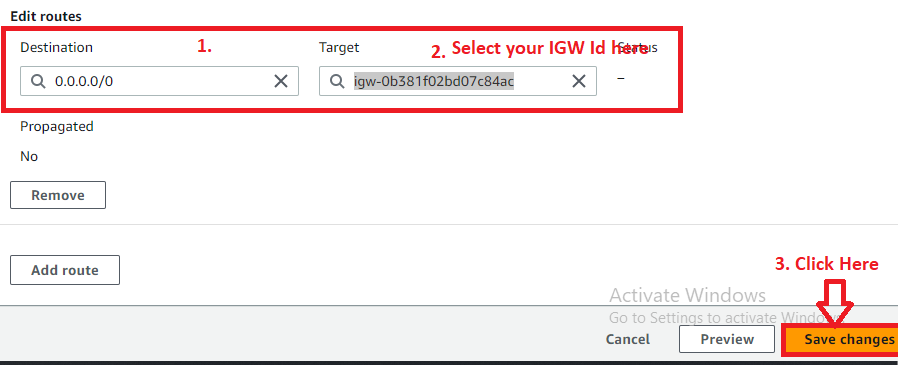 Edit routes
Destination 1. Target 2. Select your IGW Id here Status
0.0.0.0/0 igw-0b381f02bd07c84ac –
Propagated
No
Remove
Add route
3. Click Here
Activate Windows
Go to Settings to activate Windows.
Cancel Preview Save changes